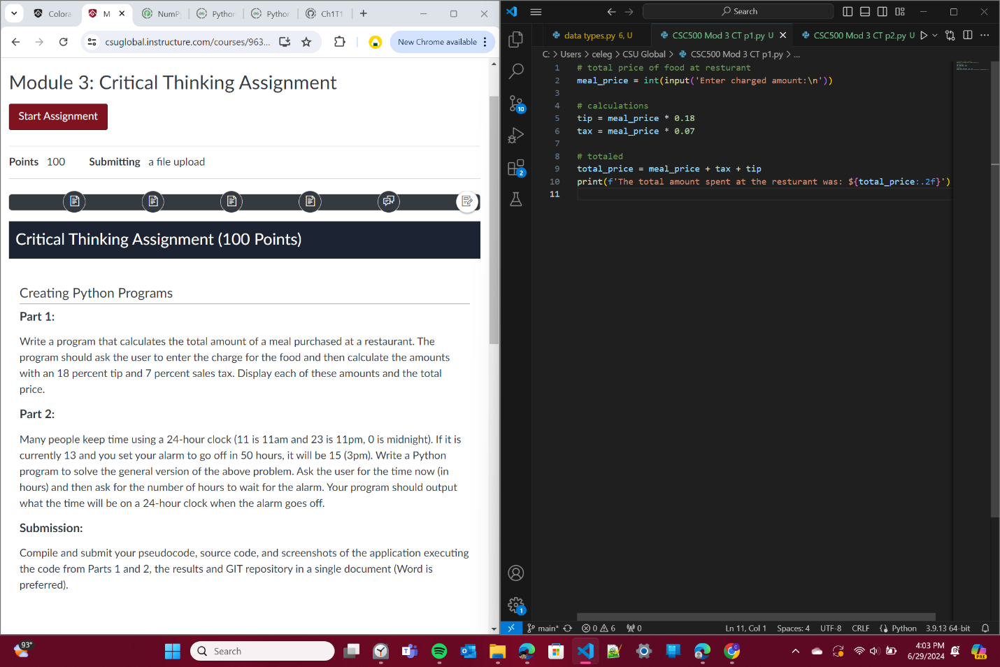 Colora
M
NumP
Python
Python
Ch1T1
csuglobal.instructure.com/courses/963...
New Chrome available
Module 3: Critical Thinking Assignment
Start Assignment
Points 100 Submitting a file upload
Critical Thinking Assignment (100 Points)
Creating Python Programs
Part 1:
Write a program that calculates the total amount of a meal purchased at a restaurant. The
program should ask the user to enter the charge for the food and then calculate the amounts
with an 18 percent tip and 7 percent sales tax. Display each of these amounts and the total
price.
Part 2:
Many people keep time using a 24-hour clock (11 is 11am and 23 is 11pm, 0 is midnight). If it is
currently 13 and you set your alarm to go off in 50 hours, it will be 15 (3pm). Write a Python
program to solve the general version of the above problem. Ask the user for the time now (in
hours) and then ask for the number of hours to wait for the alarm. Your program should output
what the time will be on a 24-hour clock when the alarm goes off.
Submission:
Compile and submit your pseudocode, source code, and screenshots of the application executing
the code from Parts 1 and 2, the results and GIT repository in a single document (Word is
preferred).
Search
data types.py 6, U
CSC500 Mod 3 CT p1.py U
CSC500 Mod 3 CT p2.py U
C: > Users > celeg > CSU Global > CSC500 Mod 3 CT p1.py > ...
1 # total price of food at resturant
2 meal_price = int(input('Enter charged amount:\n'))
3
4 # calculations
5 tip = meal_price * 0.18
6 tax = meal_price * 0.07
7
8 # totaled
9 total_price = meal_price + tax + tip
10 print(f'The total amount spent at the resturant was: ${total_price:.2f}')
11
10
2
1
main* 0 6 0
Ln 11, Col 1 Spaces: 4 UTF-8 CRLF Python 3.9.13 64-bit
93°
Search
4:03 PM
6/29/2024
PRE